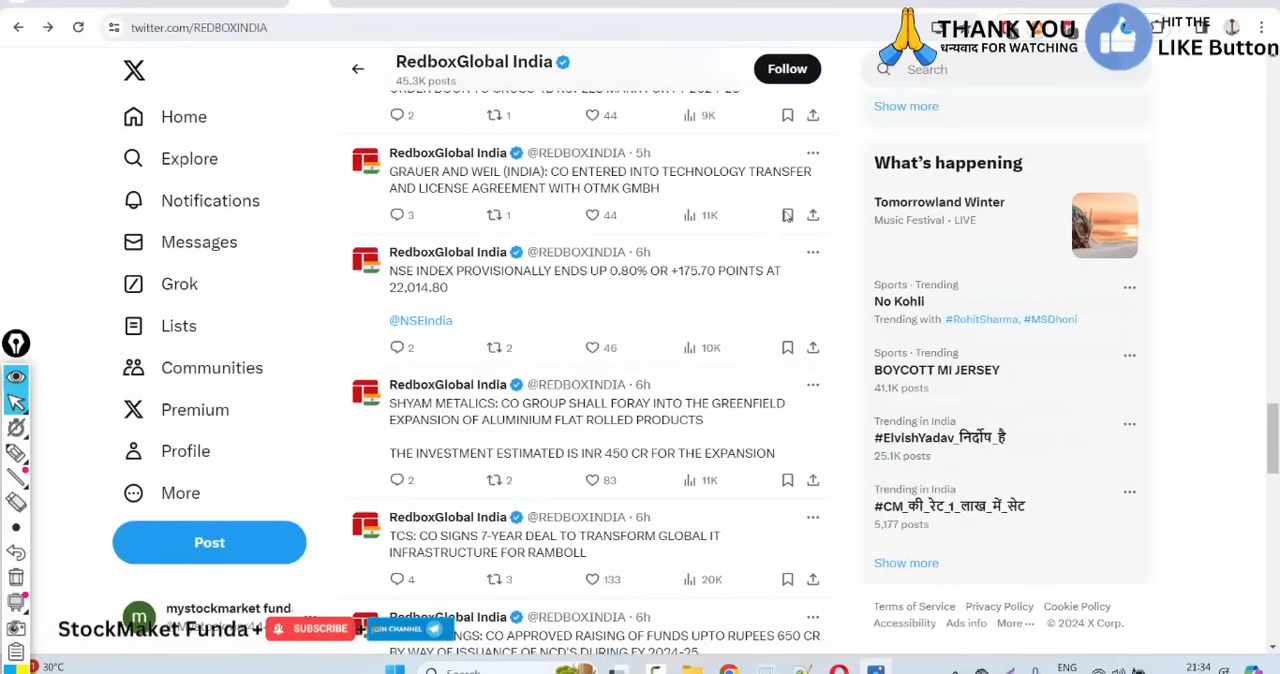 twitter.com/REDBOXINDIA
THANK YOU
धन्यवाद FOR WATCHING
HIT THE
LIKE Button
RedboxGlobal India
45.3K posts
Follow
Search
Home
Explore
Notifications
Messages
Grok
Lists
Communities
Premium
Profile
More
Post
mystockmarket funda
2 1 44 9K
RedboxGlobal India @REDBOXINDIA · 5h
GRAUER AND WEIL (INDIA): CO ENTERED INTO TECHNOLOGY TRANSFER
AND LICENSE AGREEMENT WITH OTMK GMBH
3 1 44 11K
RedboxGlobal India @REDBOXINDIA · 6h
NSE INDEX PROVISIONALLY ENDS UP 0.80% OR +175.70 POINTS AT
22,014.80
@NSEIndia
2 2 46 10K
RedboxGlobal India @REDBOXINDIA · 6h
SHYAM METALICS: CO GROUP SHALL FORAY INTO THE GREENFIELD
EXPANSION OF ALUMINIUM FLAT ROLLED PRODUCTS
THE INVESTMENT ESTIMATED IS INR 450 CR FOR THE EXPANSION
2 2 83 11K
RedboxGlobal India @REDBOXINDIA · 6h
TCS: CO SIGNS 7-YEAR DEAL TO TRANSFORM GLOBAL IT
INFRASTRUCTURE FOR RAMBOLL
4 3 133 20K
RedboxGlobal India @REDBOXINDIA · 6h
CO APPROVED RAISING OF FUNDS UPTO RUPEES 650 CR
BY WAY OF ISSUANCE OF NCD'S DURING FY 2024-25
Show more
What's happening
Tomorrowland Winter
Music Festival · LIVE
Sports · Trending
No Kohli
Trending with #RohitSharma, #MSDhoni
Sports · Trending
BOYCOTT MI JERSEY
41.1K posts
Trending in India
#ElvishYadav_निर्दोष_है
25.1K posts
Trending in India
#CM_की_रेट_1_लाख_में_सेट
5,177 posts
Show more
Terms of Service Privacy Policy Cookie Policy
Accessibility Ads info More ··· © 2024 X Corp.
StockMaket Funda+ SUBSCRIBE + JOIN CHANNEL
1 30°C
Search
ENG
21:34